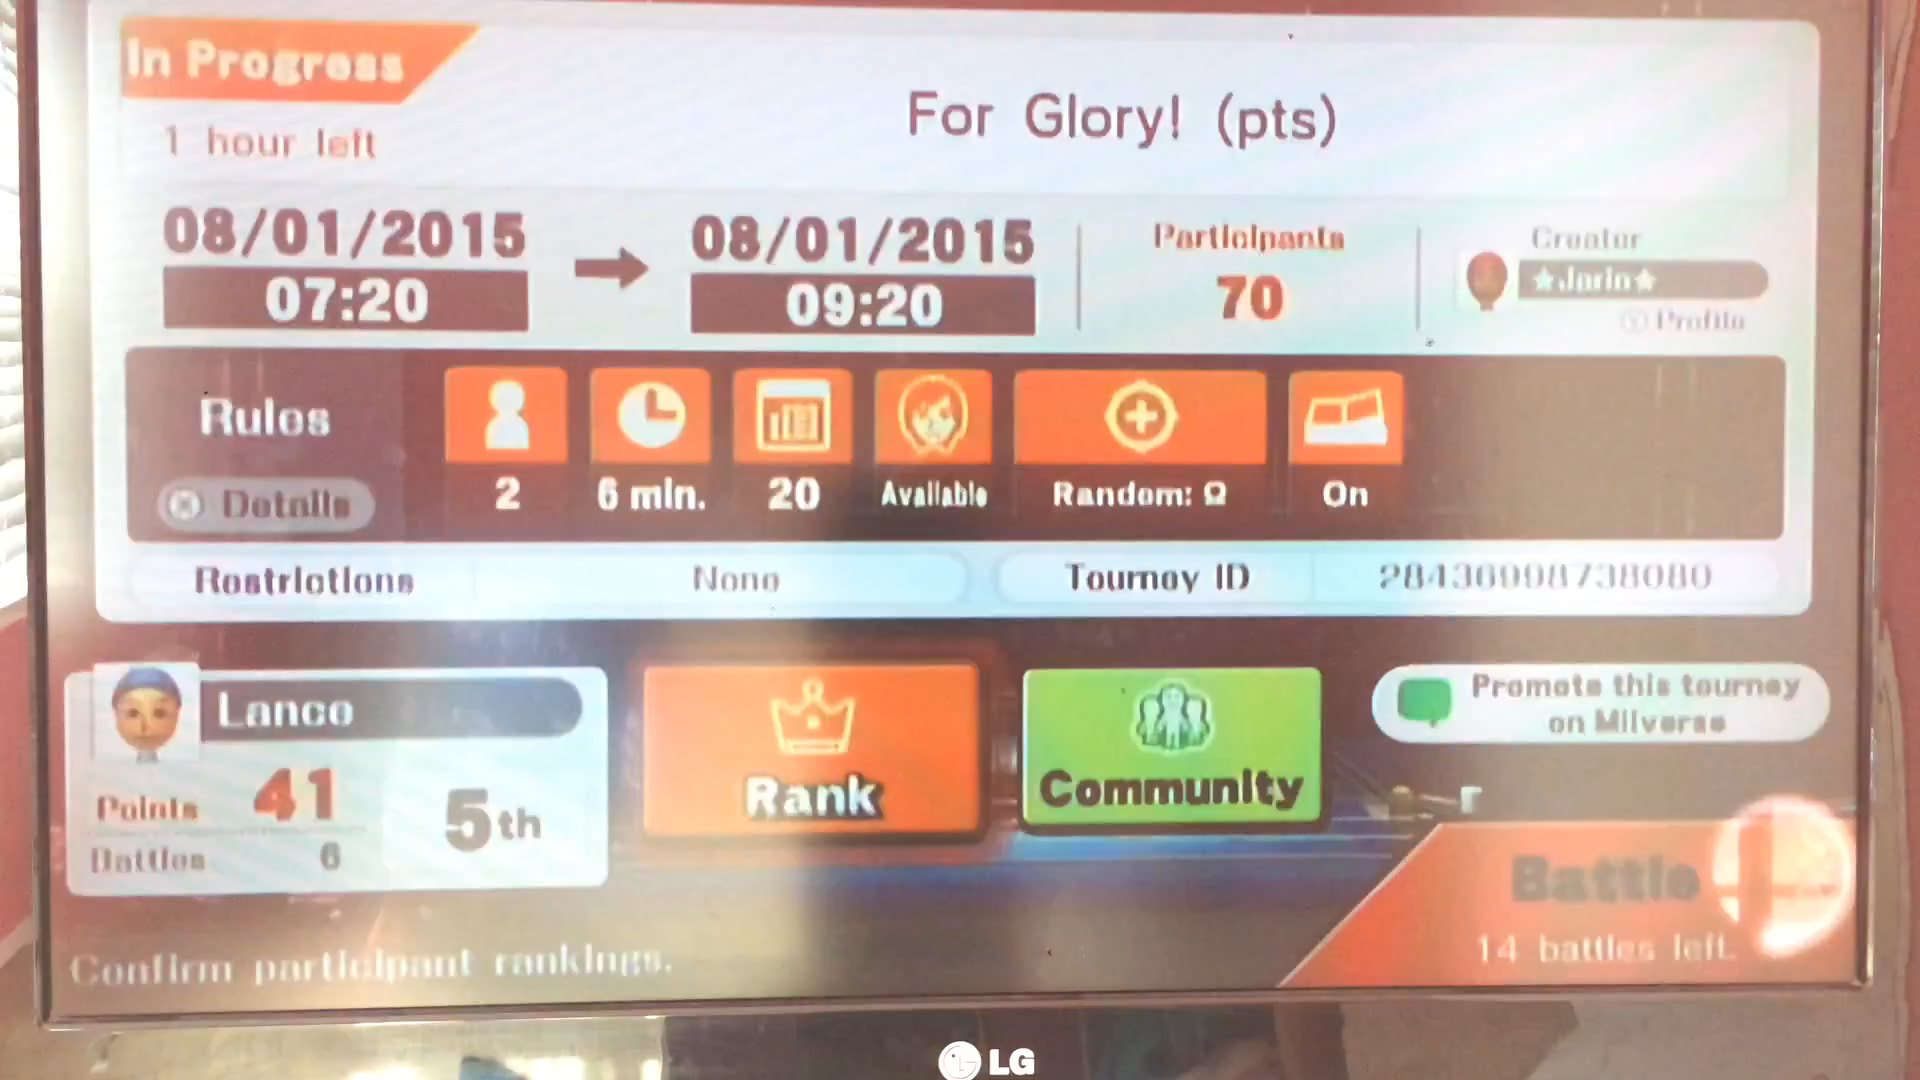 In Progress
1 hour left
For Glory! (pts)
08/01/2015
07:20
08/01/2015
09:20
Participants
70
Creator
★Jorin★
Profile
Rules
Details
2
6 min.
20
Available
Random: Ω
On
Restrictions
None
Tourney ID
Lance
Points 41
Battles 6
5th
Rank
Community
Promote this tourney
on Miiverse
Battle
14 battles left.
Confirm participant rankings.
LG